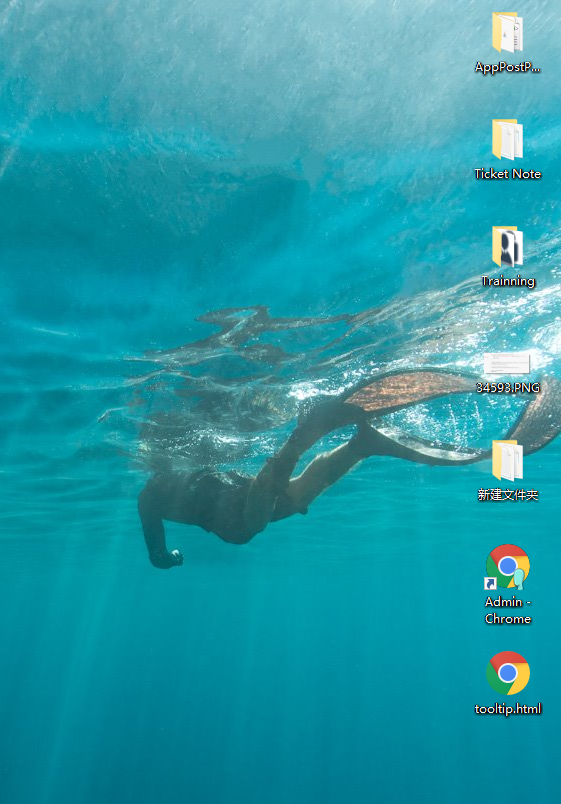 AppPostP...
Ticket Note
Trainning
34593.PNG
新建文件夹
Admin -
Chrome
tooltip.html